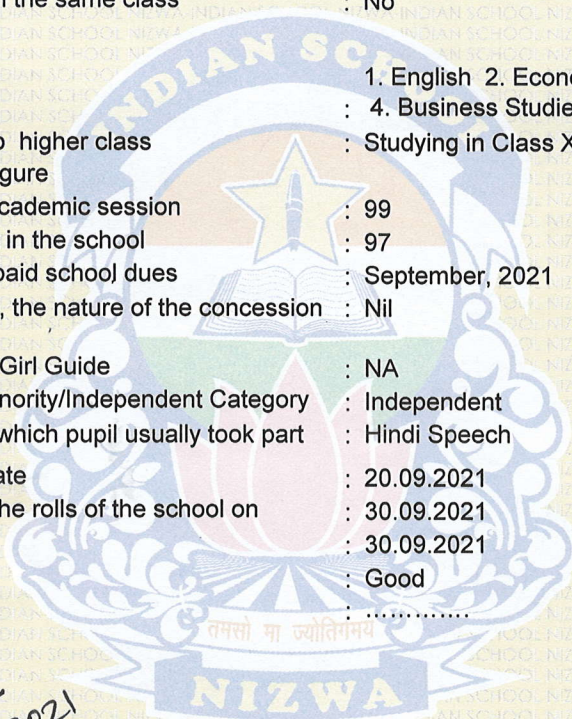 the same class : No
1. English 2. Econo
: 4. Business Studie
higher class : Studying in Class X
gure
cademic session : 99
in the school : 97
paid school dues : September, 2021
, the nature of the concession : Nil
Girl Guide : NA
nority/Independent Category : Independent
which pupil usually took part : Hindi Speech
ate : 20.09.2021
he rolls of the school on : 30.09.2021
: 30.09.2021
: Good
: ..............
INDIAN SCHOOL
तमसो मा ज्योतिर्गमय
NIZWA
2021